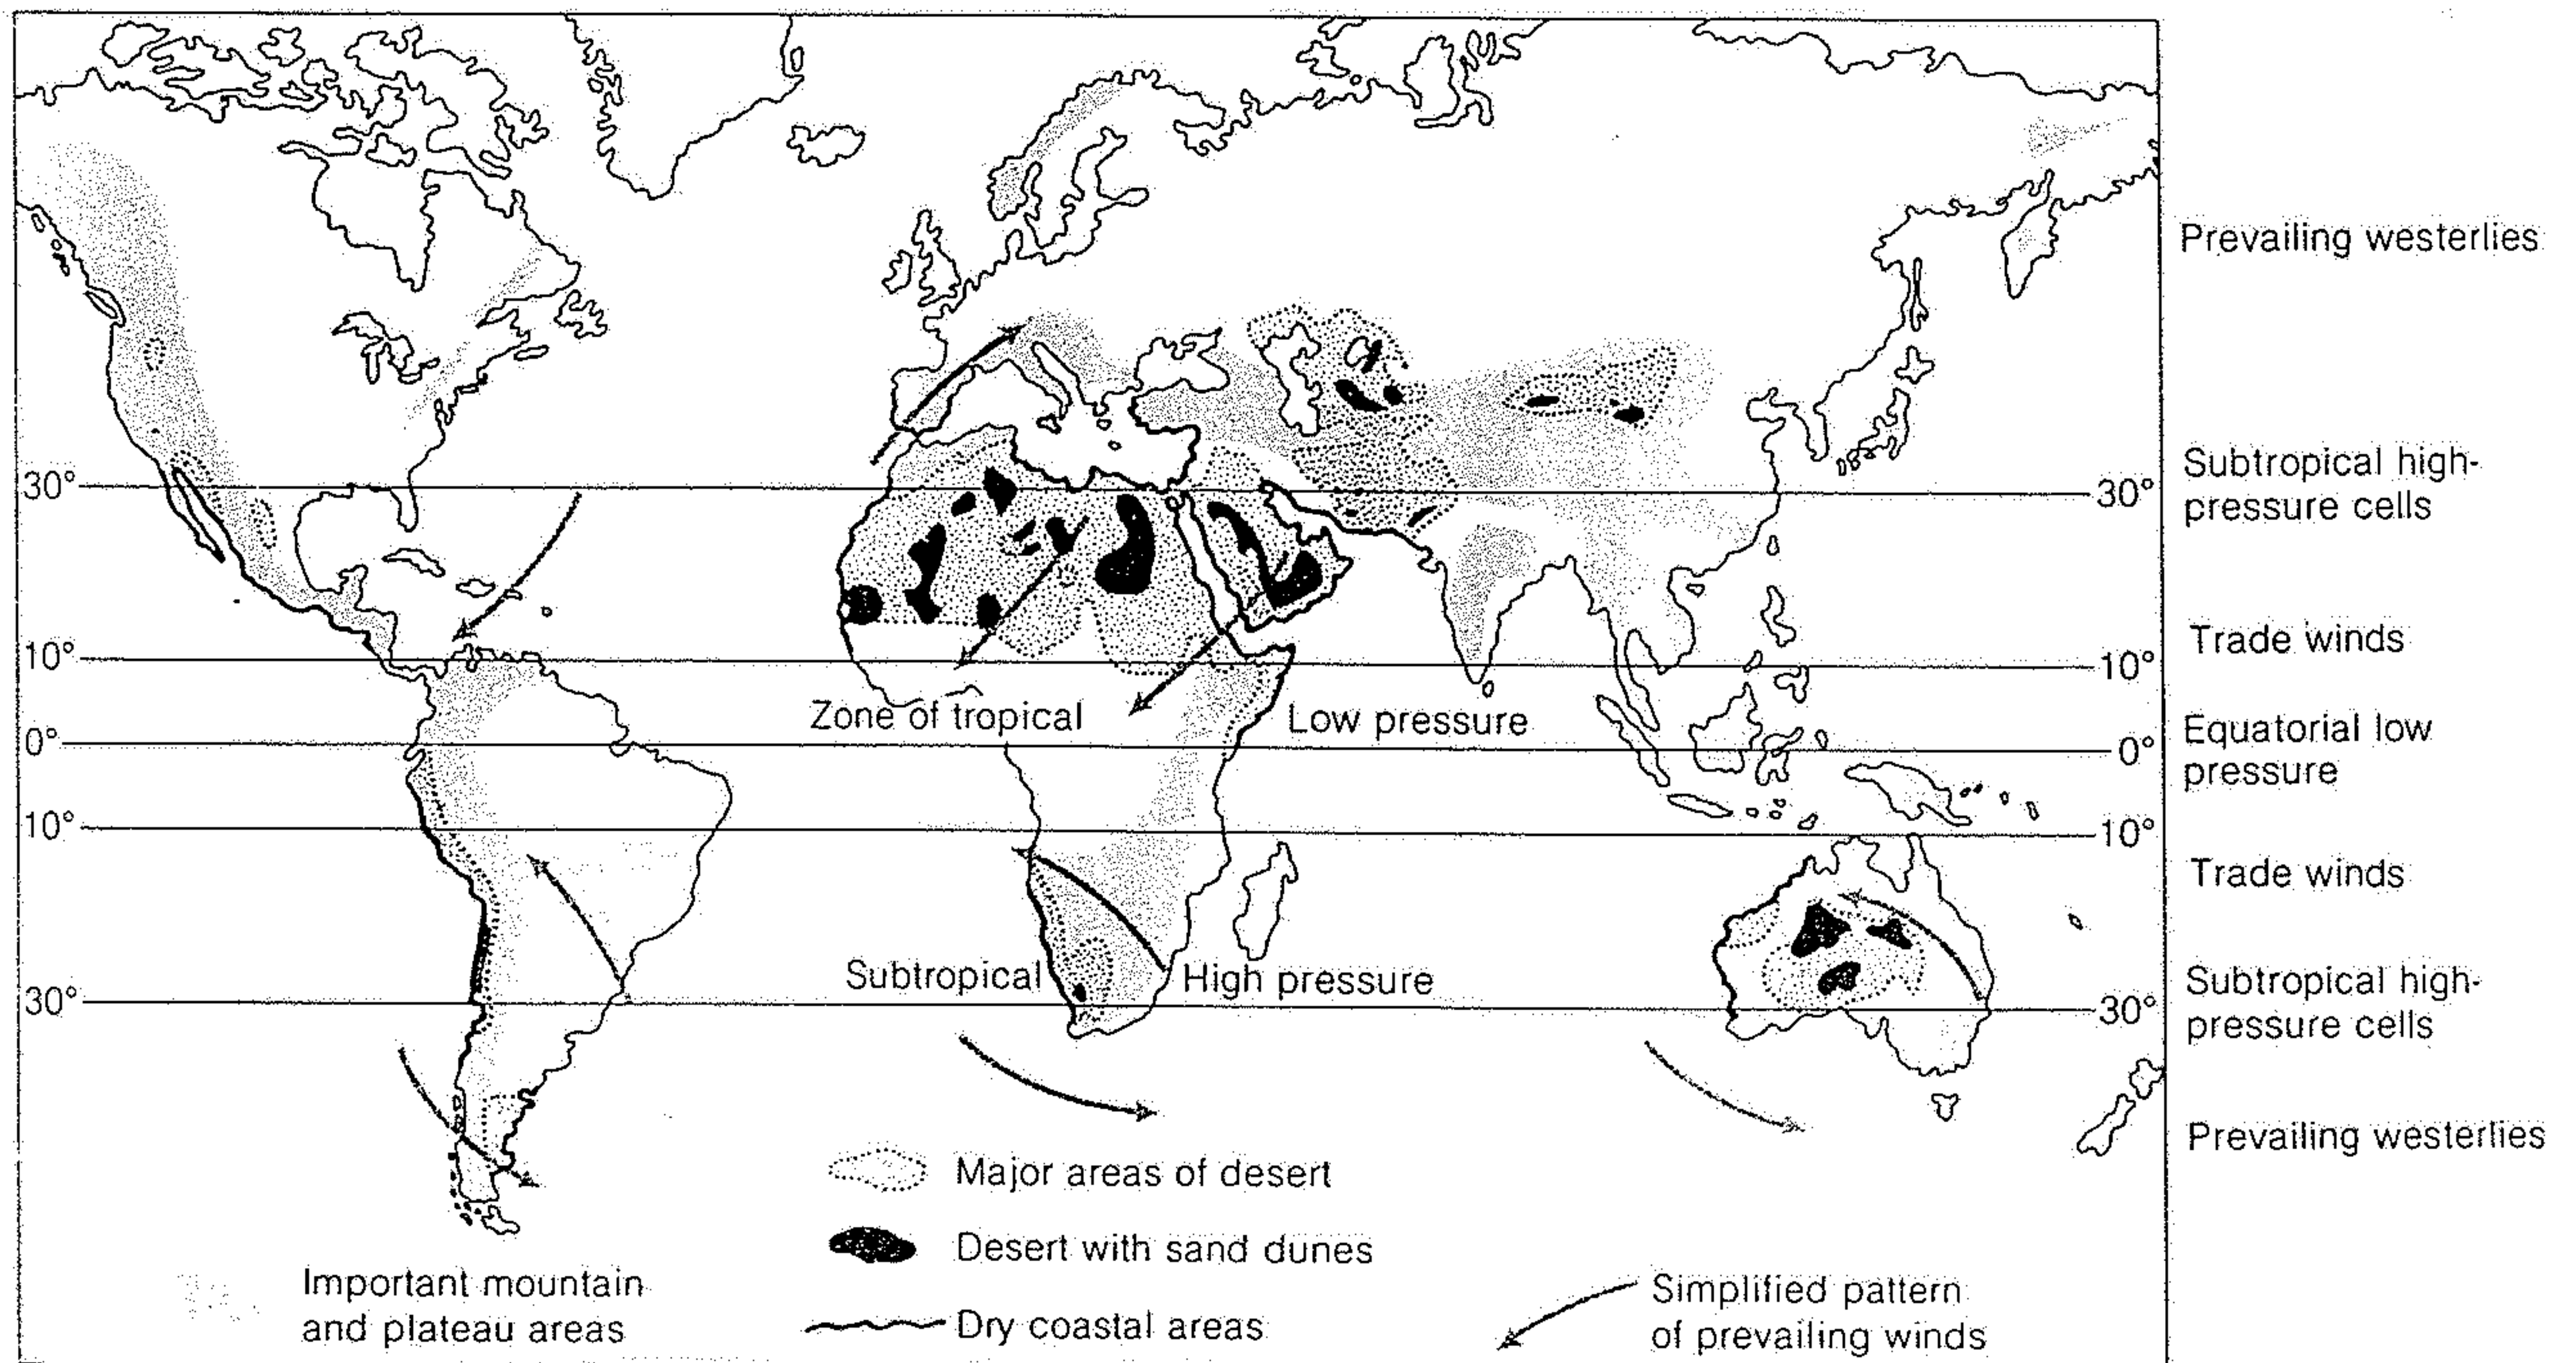 Prevailing westerlies
30°
30°
Subtropical high-
pressure cells
10°
10°
Trade winds
Zone of tropical
Low pressure
0°
0°
Equatorial low
pressure
10°
10°
Trade winds
Subtropical
High pressure
30°
30°
Subtropical high-
pressure cells
Prevailing westerlies
Major areas of desert
Desert with sand dunes
Important mountain
and plateau areas
Dry coastal areas
Simplified pattern
of prevailing winds